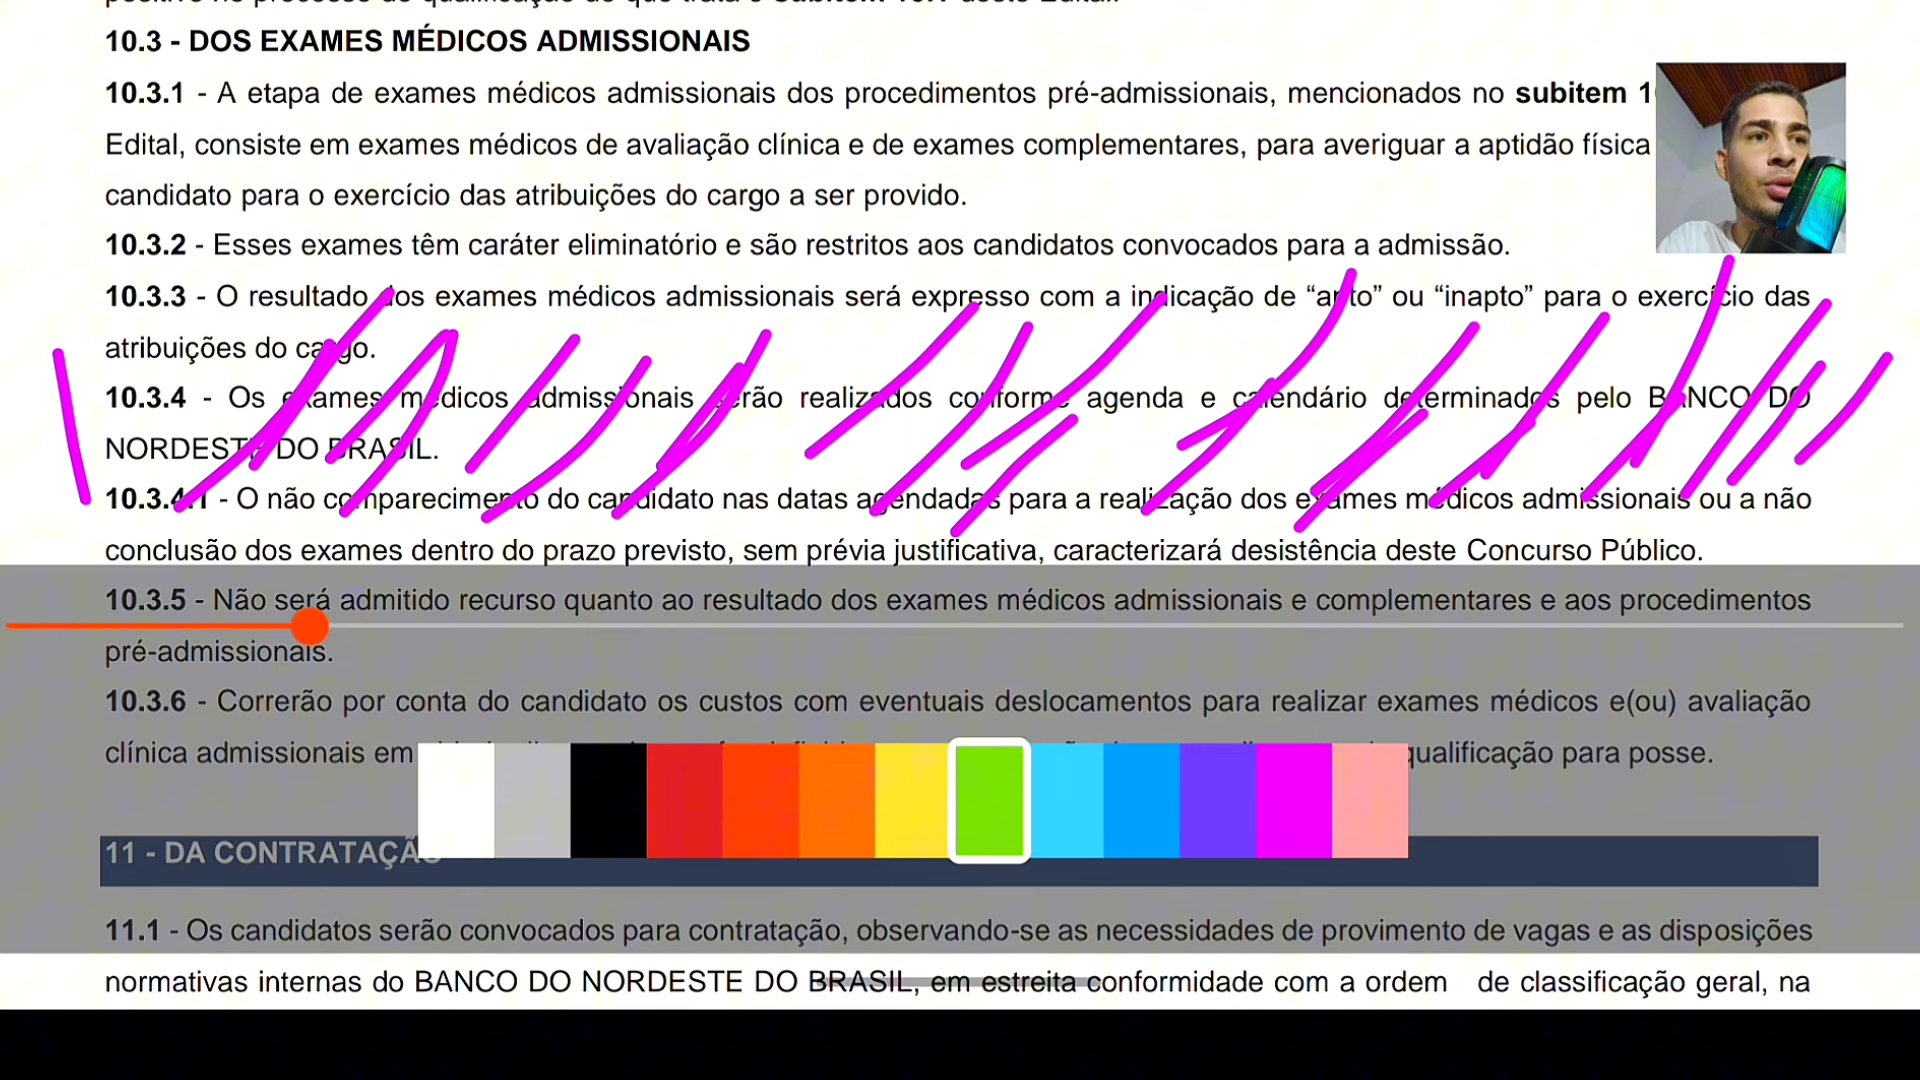 10.3 - DOS EXAMES MÉDICOS ADMISSIONAIS
10.3.1 - A etapa de exames médicos admissionais dos procedimentos pré-admissionais, mencionados no subitem 1
Edital, consiste em exames médicos de avaliação clínica e de exames complementares, para averiguar a aptidão física
candidato para o exercício das atribuições do cargo a ser provido.
10.3.2 - Esses exames têm caráter eliminatório e são restritos aos candidatos convocados para a admissão.
10.3.3 - O resultado dos exames médicos admissionais será expresso com a indicação de “apto” ou “inapto” para o exercício das
atribuições do cargo.
10.3.4 - Os exames médicos admissionais serão realizados conforme agenda e calendário determinados pelo BANCO DO
NORDESTE DO BRASIL.
10.3.4.1 - O não comparecimento do candidato nas datas agendadas para a realização dos exames médicos admissionais ou a não
conclusão dos exames dentro do prazo previsto, sem prévia justificativa, caracterizará desistência deste Concurso Público.
10.3.5 - Não será admitido recurso quanto ao resultado dos exames médicos admissionais e complementares e aos procedimentos
pré-admissionais.
10.3.6 - Correrão por conta do candidato os custos com eventuais deslocamentos para realizar exames médicos e(ou) avaliação
clínica admissionais em qualificação para posse.
11 - DA CONTRATAÇÃO
11.1 - Os candidatos serão convocados para contratação, observando-se as necessidades de provimento de vagas e as disposições
normativas internas do BANCO DO NORDESTE DO BRASIL, em estreita conformidade com a ordem de classificação geral, na